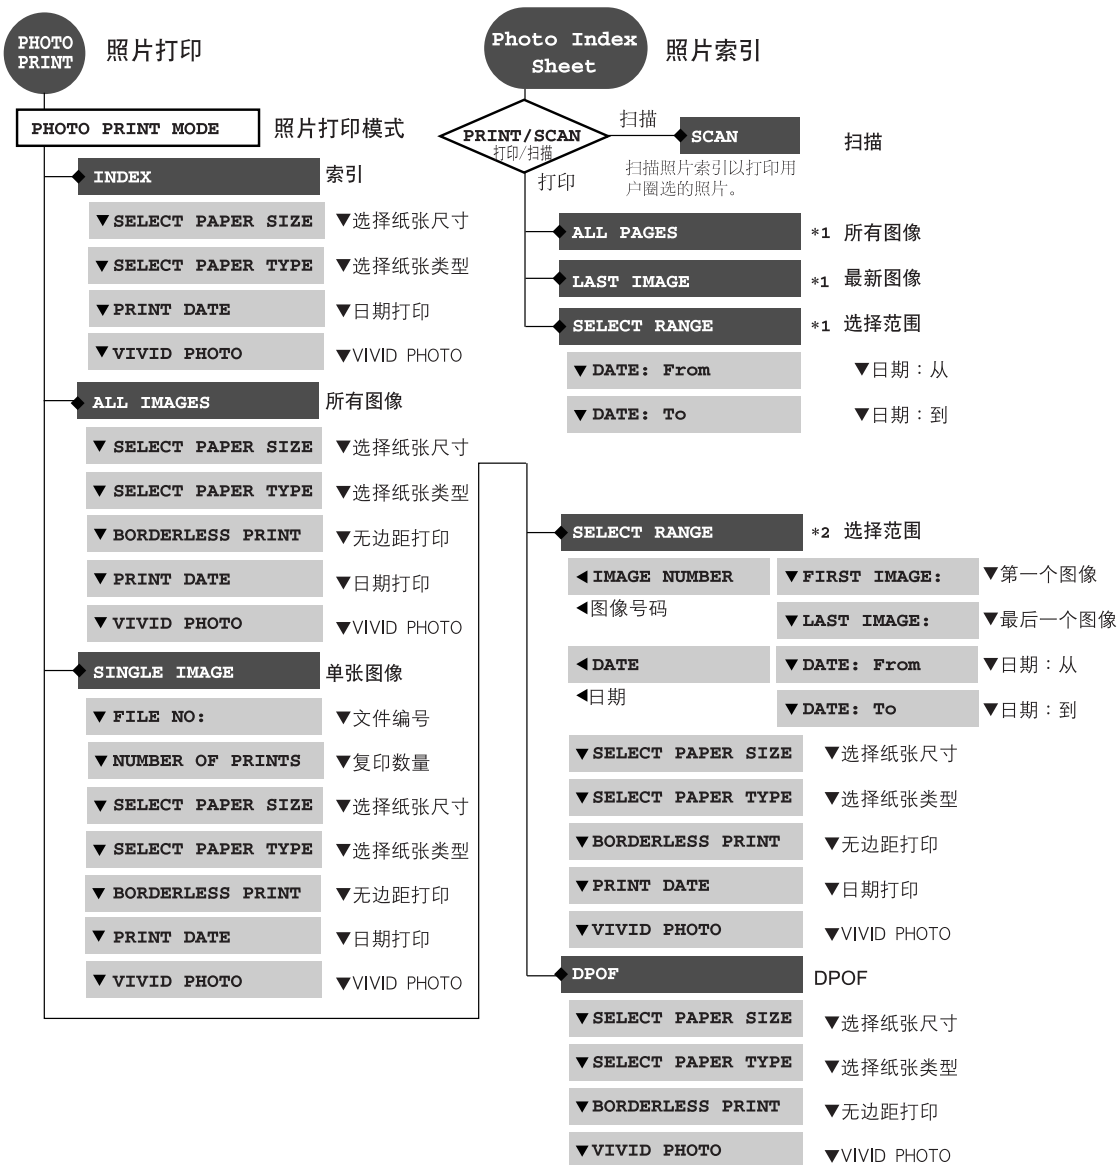 PHOTO
PRINT
照片打印
PHOTO PRINT MODE
照片打印模式
INDEX
索引
▼SELECT PAPER SIZE
▼选择纸张尺寸
▼SELECT PAPER TYPE
▼选择纸张类型
▼PRINT DATE
▼日期打印
▼VIVID PHOTO
▼VIVID PHOTO
ALL IMAGES
所有图像
▼ SELECT PAPER SIZE
▼选择纸张尺寸
▼ SELECT PAPER TYPE
▼选择纸张类型
▼ BORDERLESS PRINT
▼无边距打印
▼ PRINT DATE
▼日期打印
▼ VIVID PHOTO
▼VIVID PHOTO
SINGLE IMAGE
单张图像
▼ FILE NO:
▼文件编号
▼ NUMBER OF PRINTS
▼复印数量
▼ SELECT PAPER SIZE
▼选择纸张尺寸
▼ SELECT PAPER TYPE
▼选择纸张类型
▼ BORDERLESS PRINT
▼无边距打印
▼ PRINT DATE
▼日期打印
▼ VIVID PHOTO
▼VIVID PHOTO
Photo Index
Sheet
照片索引
PRINT/SCAN
打印/扫描
扫描
SCAN
扫描
扫描照片索引以打印用
户圈选的照片。
打印
ALL PAGES
*1 所有图像
LAST IMAGE
*1 最新图像
SELECT RANGE
*1 选择范围
▼ DATE: From
▼日期：从
▼ DATE: To
▼日期：到
SELECT RANGE
*2 选择范围
◀IMAGE NUMBER
◀图像号码
▼FIRST IMAGE:
▼第一个图像
▼LAST IMAGE:
▼最后一个图像
◀DATE
◀日期
▼DATE: From
▼日期：从
▼DATE: To
▼日期：到
▼SELECT PAPER SIZE
▼选择纸张尺寸
▼SELECT PAPER TYPE
▼选择纸张类型
▼BORDERLESS PRINT
▼无边距打印
▼PRINT DATE
▼日期打印
▼VIVID PHOTO
▼VIVID PHOTO
DPOF
DPOF
▼SELECT PAPER SIZE
▼选择纸张尺寸
▼SELECT PAPER TYPE
▼选择纸张类型
▼BORDERLESS PRINT
▼无边距打印
▼VIVID PHOTO
▼VIVID PHOTO